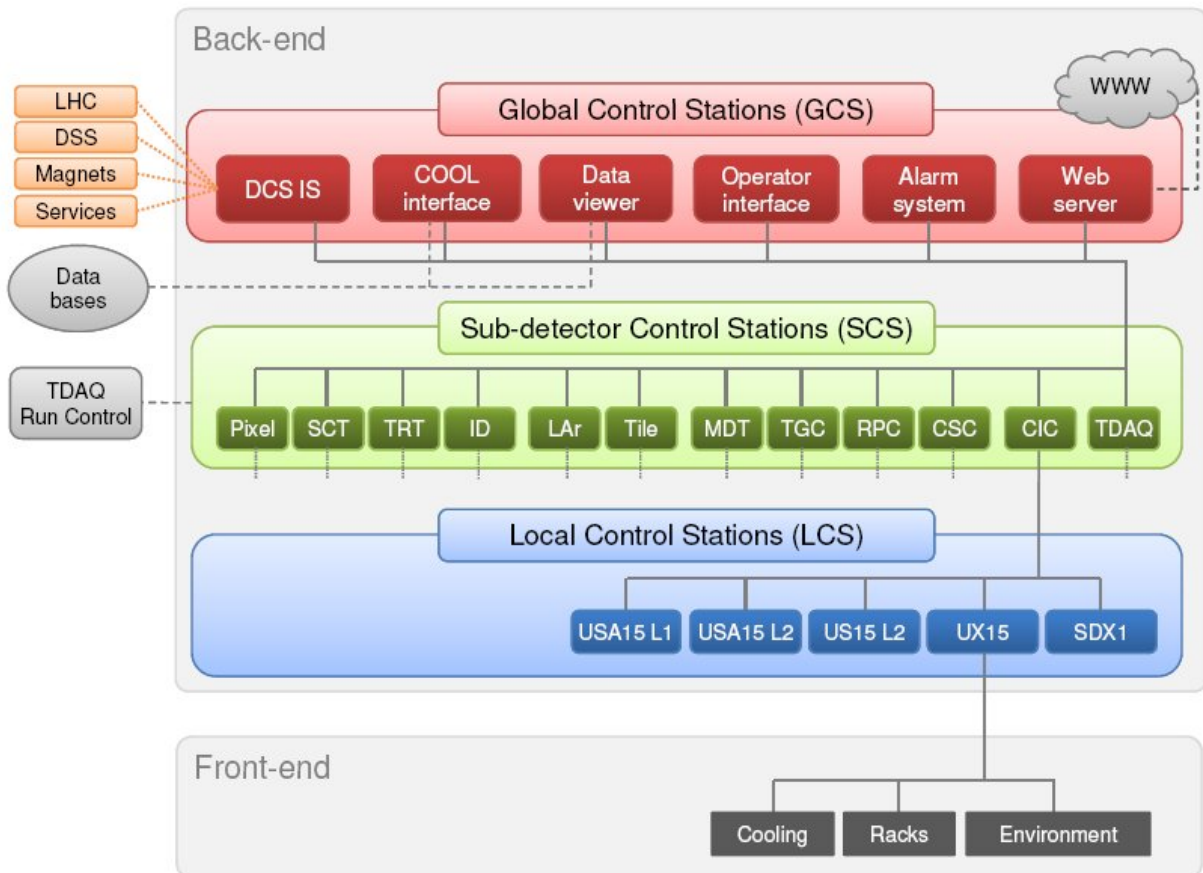 Back-end
WWW
LHC
DSS
Magnets
Services
Global Control Stations (GCS)
DCS IS
COOL
interface
Data
viewer
Operator
interface
Alarm
system
Web
server
Data
bases
Sub-detector Control Stations (SCS)
TDAQ
Run Control
Pixel
SCT
TRT
ID
LAr
Tile
MDT
TGC
RPC
CSC
CIC
TDAQ
Local Control Stations (LCS)
USA15 L1
USA15 L2
US15 L2
UX15
SDX1
Front-end
Cooling
Racks
Environment